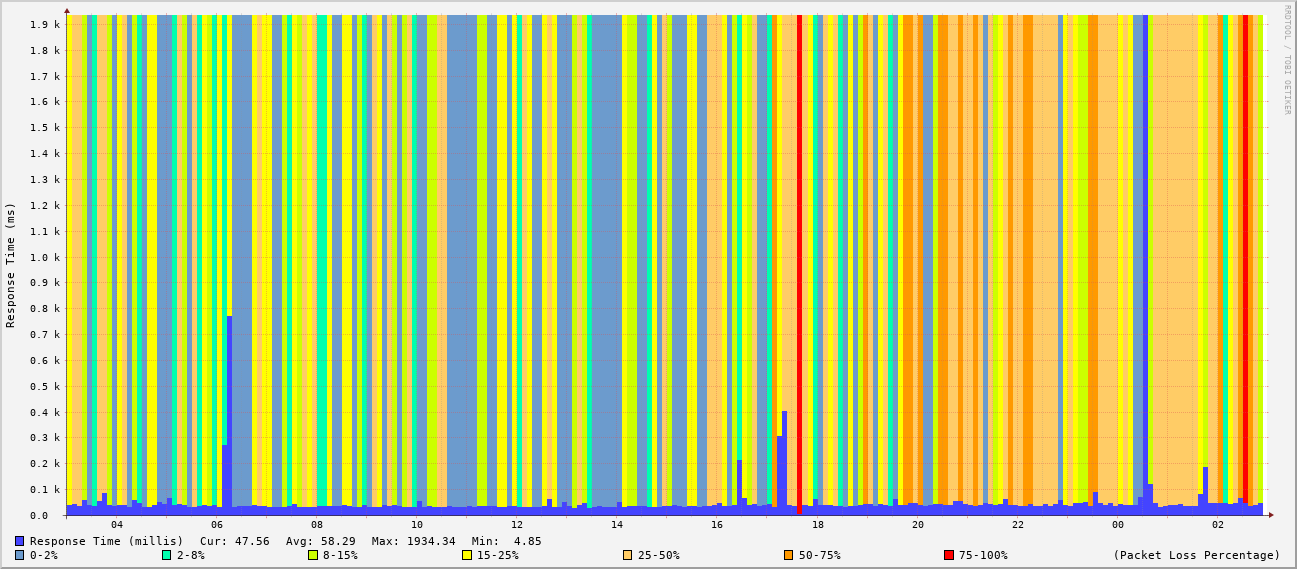 RRDTOOL / TOBI OETIKER
Response Time (ms)
1.9 k
1.8 k
1.7 k
1.6 k
1.5 k
1.4 k
1.3 k
1.2 k
1.1 k
1.0 k
0.9 k
0.8 k
0.7 k
0.6 k
0.5 k
0.4 k
0.3 k
0.2 k
0.1 k
0.0
04 06 08 10 12 14 16 18 20 22 00 02
Response Time (millis) Cur: 47.56 Avg: 58.29 Max: 1934.34 Min: 4.85
0-2% 2-8% 8-15% 15-25% 25-50% 50-75% 75-100% (Packet Loss Percentage)